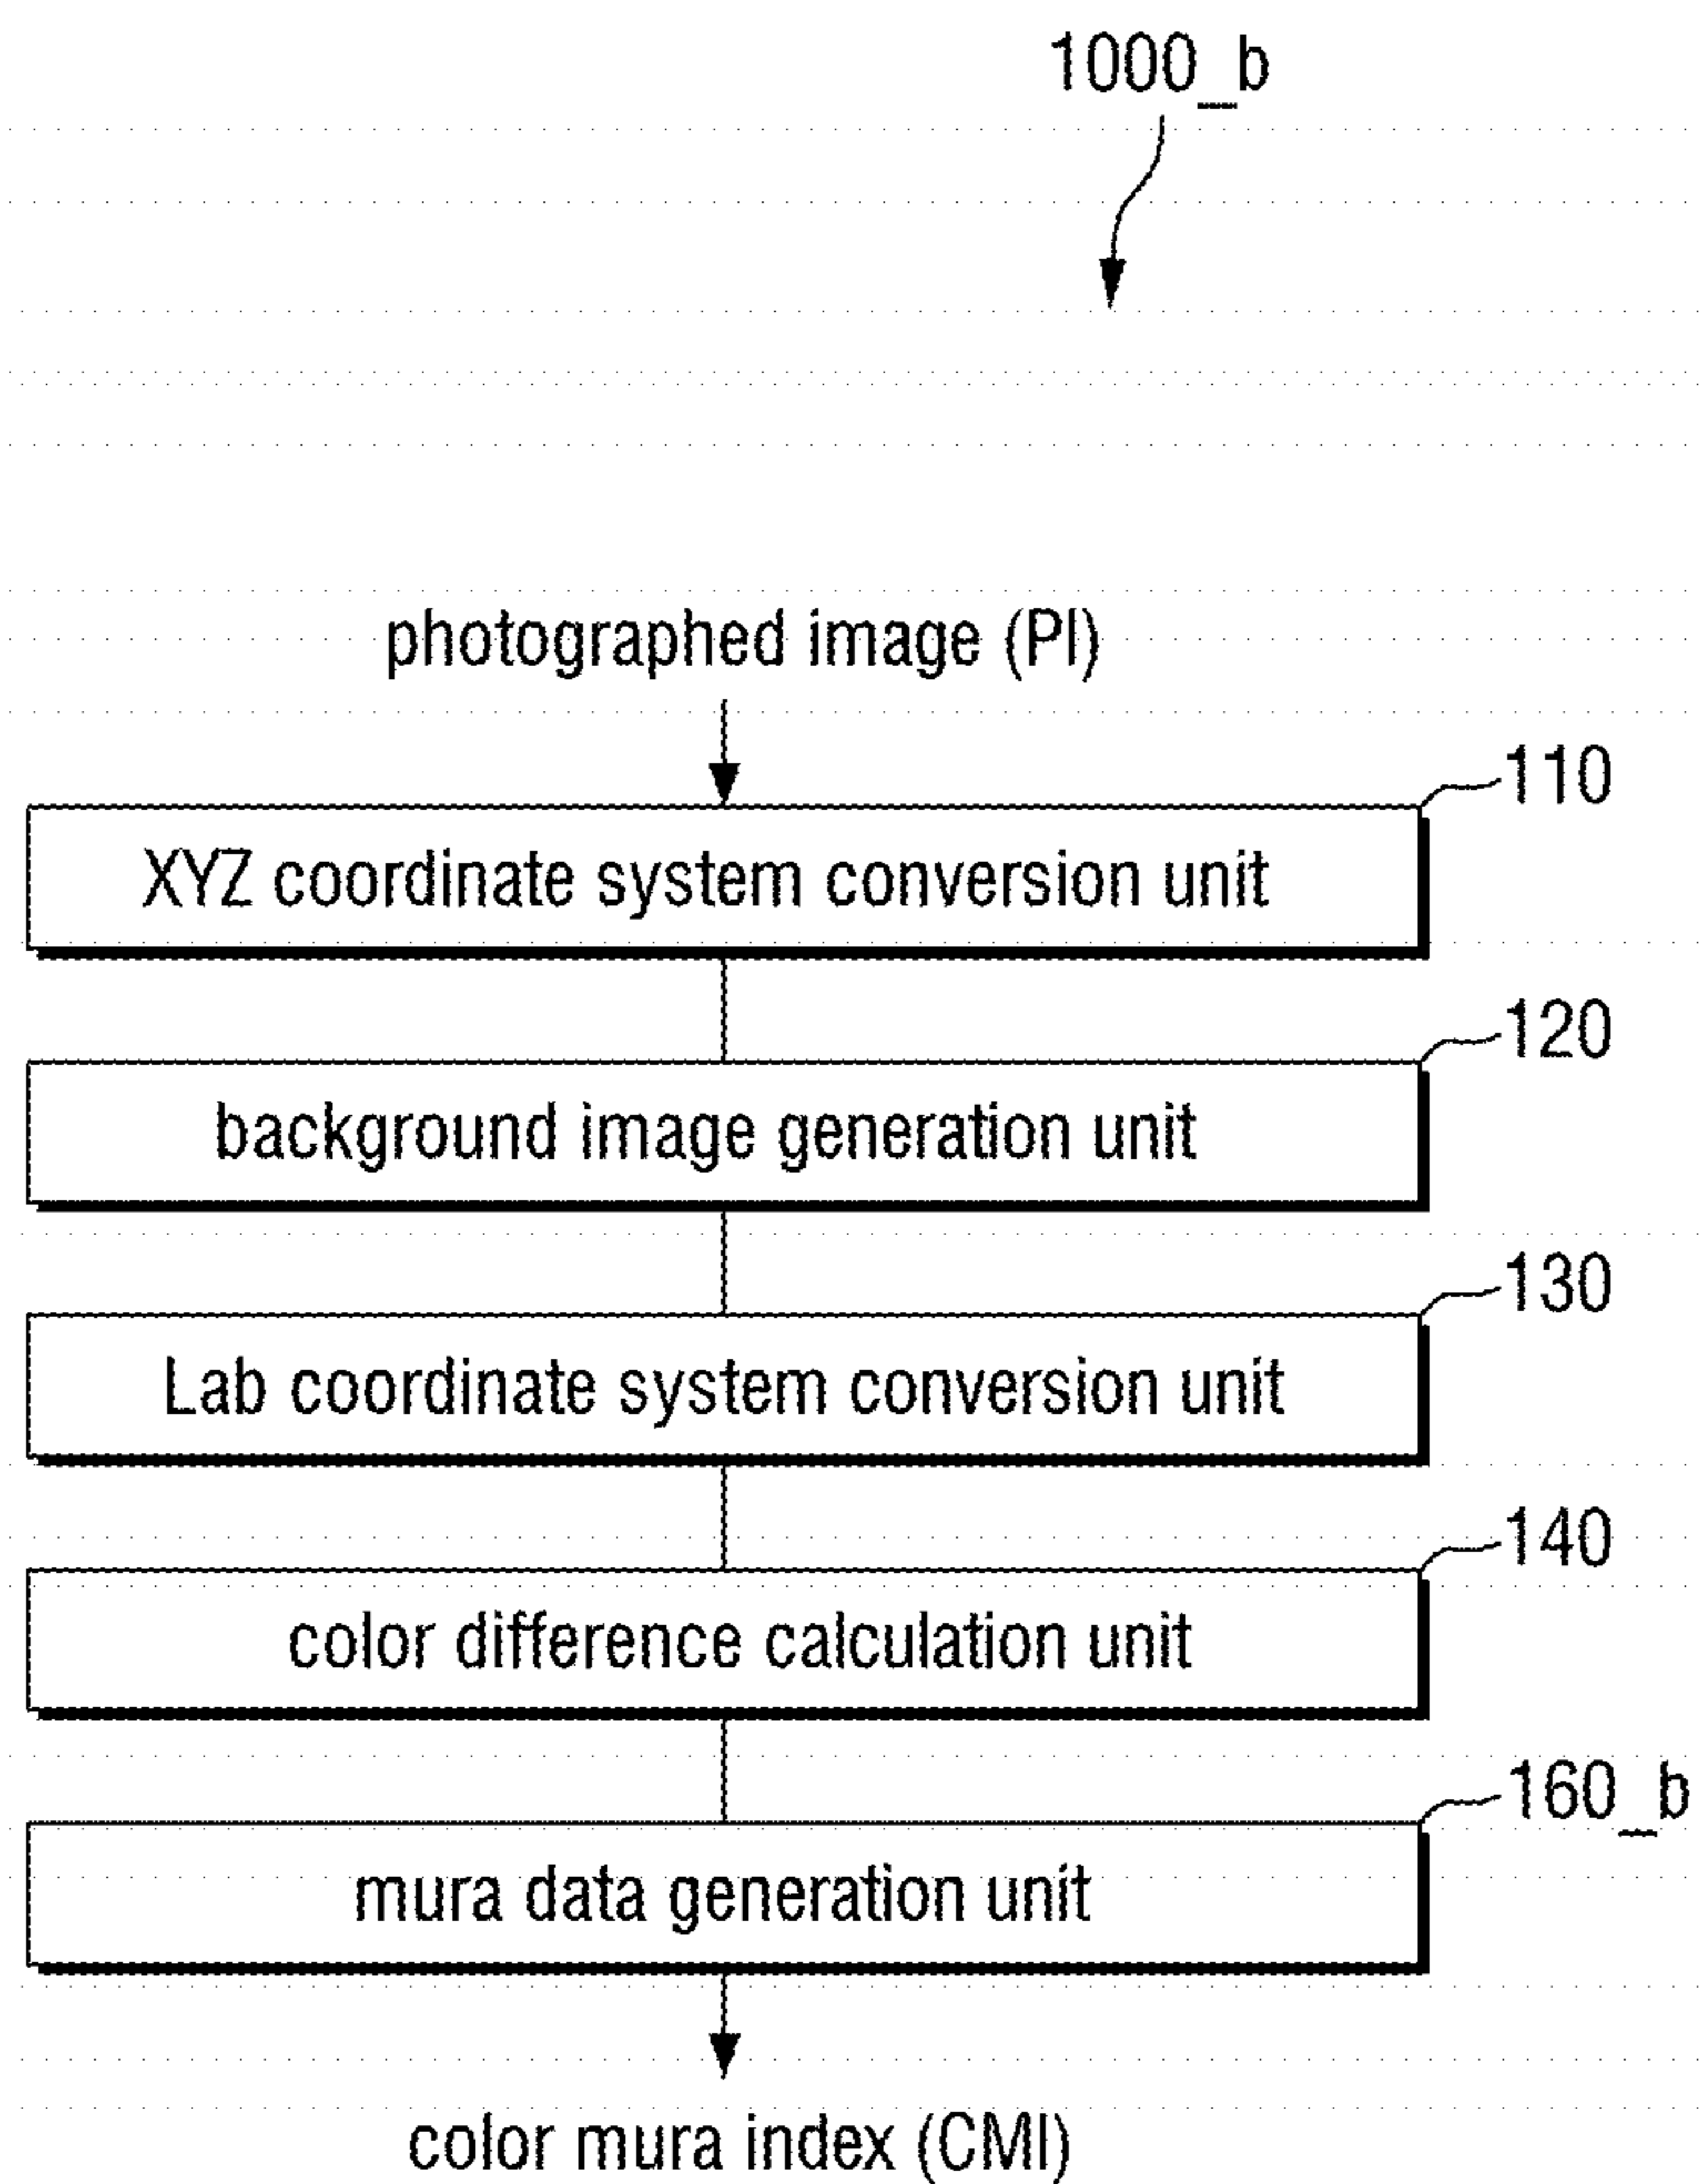 1000_b
photographed image (PI)
110
XYZ coordinate system conversion unit
120
background image generation unit
130
Lab coordinate system conversion unit
140
color difference calculation unit
160_b
mura data generation unit
color mura index (CMI)